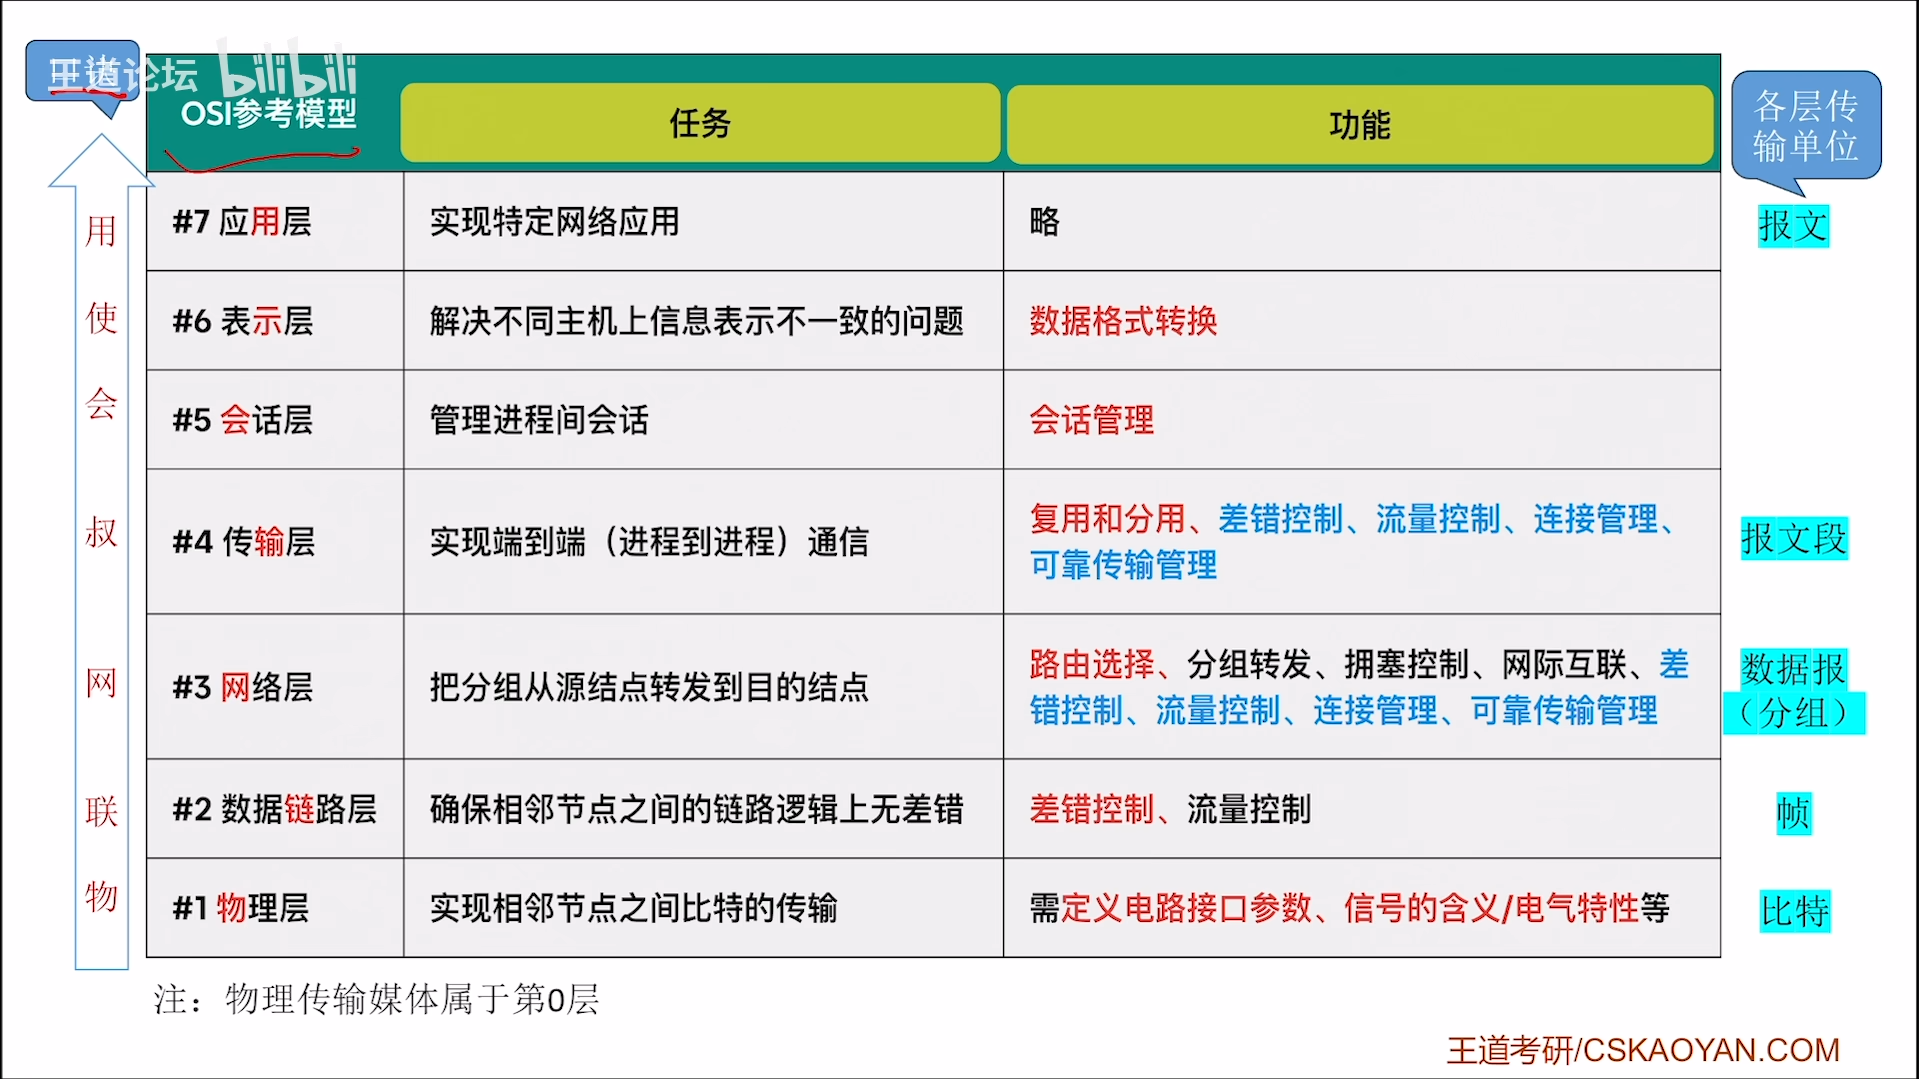 王道论坛 bilibili
OSI参考模型
任务
功能
各层传
输单位
#7 应用层
实现特定网络应用
略
报文
#6 表示层
解决不同主机上信息表示不一致的问题
数据格式转换
#5 会话层
管理进程间会话
会话管理
#4 传输层
实现端到端（进程到进程）通信
复用和分用、差错控制、流量控制、连接管理、
可靠传输管理
报文段
#3 网络层
把分组从源结点转发到目的结点
路由选择、分组转发、拥塞控制、网际互联、差
错控制、流量控制、连接管理、可靠传输管理
数据报
（分组）
#2 数据链路层
确保相邻节点之间的链路逻辑上无差错
差错控制、流量控制
帧
#1 物理层
实现相邻节点之间比特的传输
需定义电路接口参数、信号的含义/电气特性等
比特
用
使
会
叔
网
联
物
注：物理传输媒体属于第0层
王道考研/CSKAOYAN.COM